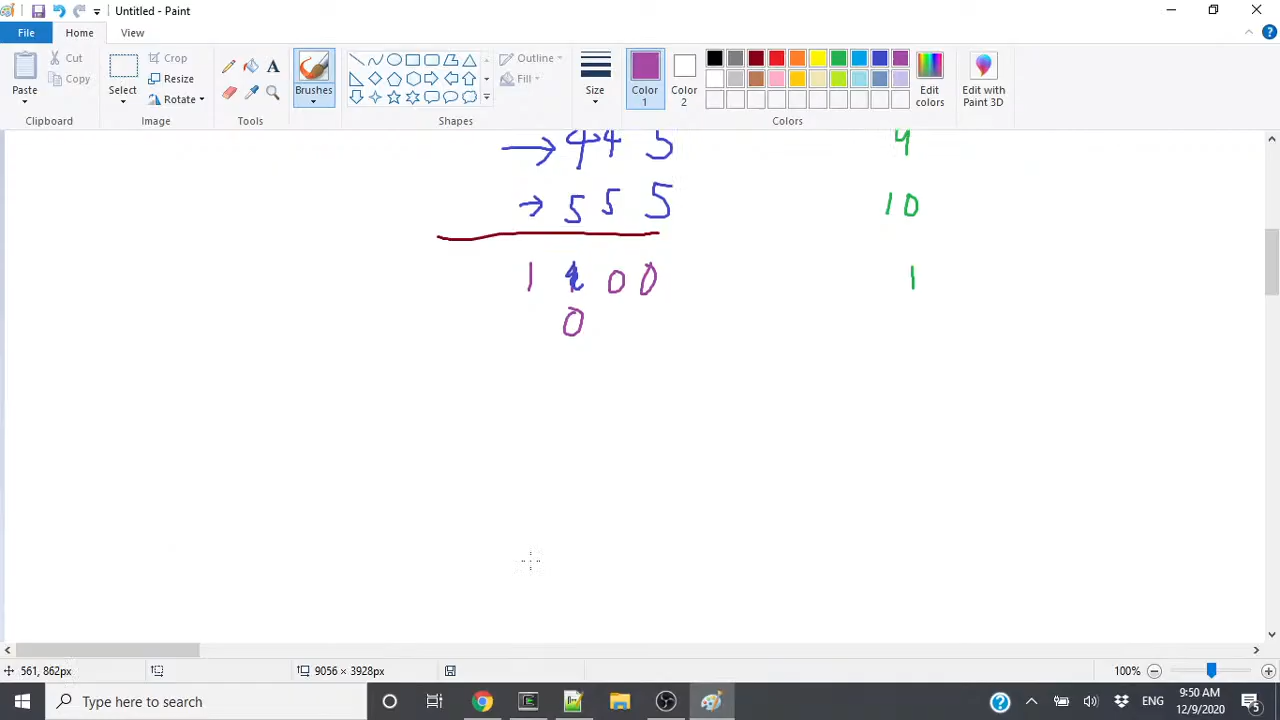 Untitled - Paint
File Home View
Cut
Copy
Paste
Clipboard
Crop
Resize
Rotate
Select
Image
Tools
Brushes
Outline
Fill
Shapes
Size
Color 1
Color 2
Edit colors
Edit with Paint 3D
Colors
→ 4 4 5 4
→ 5 5 5 10
1 0 0 1
0
561, 862px 9056 × 3928px 100%
Type here to search
ENG
9:50 AM
12/9/2020
5